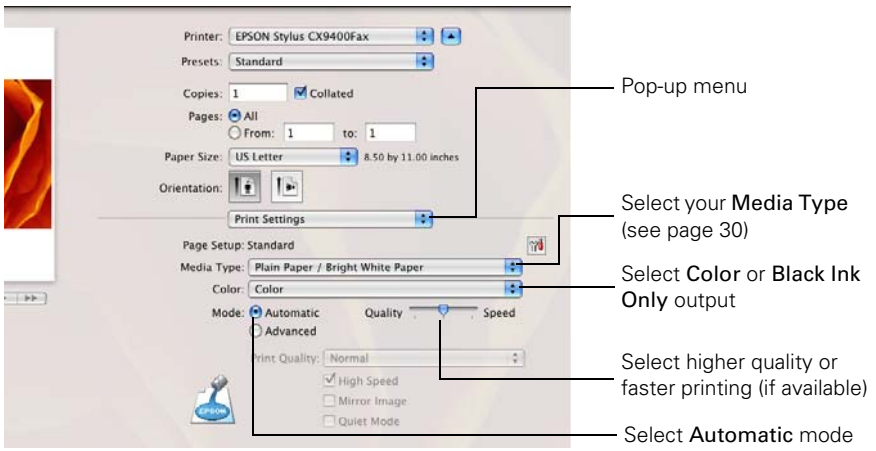 Printer: EPSON Stylus CX9400Fax
Presets: Standard
Copies: 1 Collated
Pages: All
From: 1 to: 1
Paper Size: US Letter 8.50 by 11.00 inches
Orientation:
Print Settings
Page Setup: Standard
Media Type: Plain Paper / Bright White Paper
Color: Color
Mode: Automatic Quality Speed
Advanced
Print Quality: Normal
High Speed
Mirror Image
Quiet Mode
EPSON
Pop-up menu
Select your Media Type
(see page 30)
Select Color or Black Ink
Only output
Select higher quality or
faster printing (if available)
Select Automatic mode